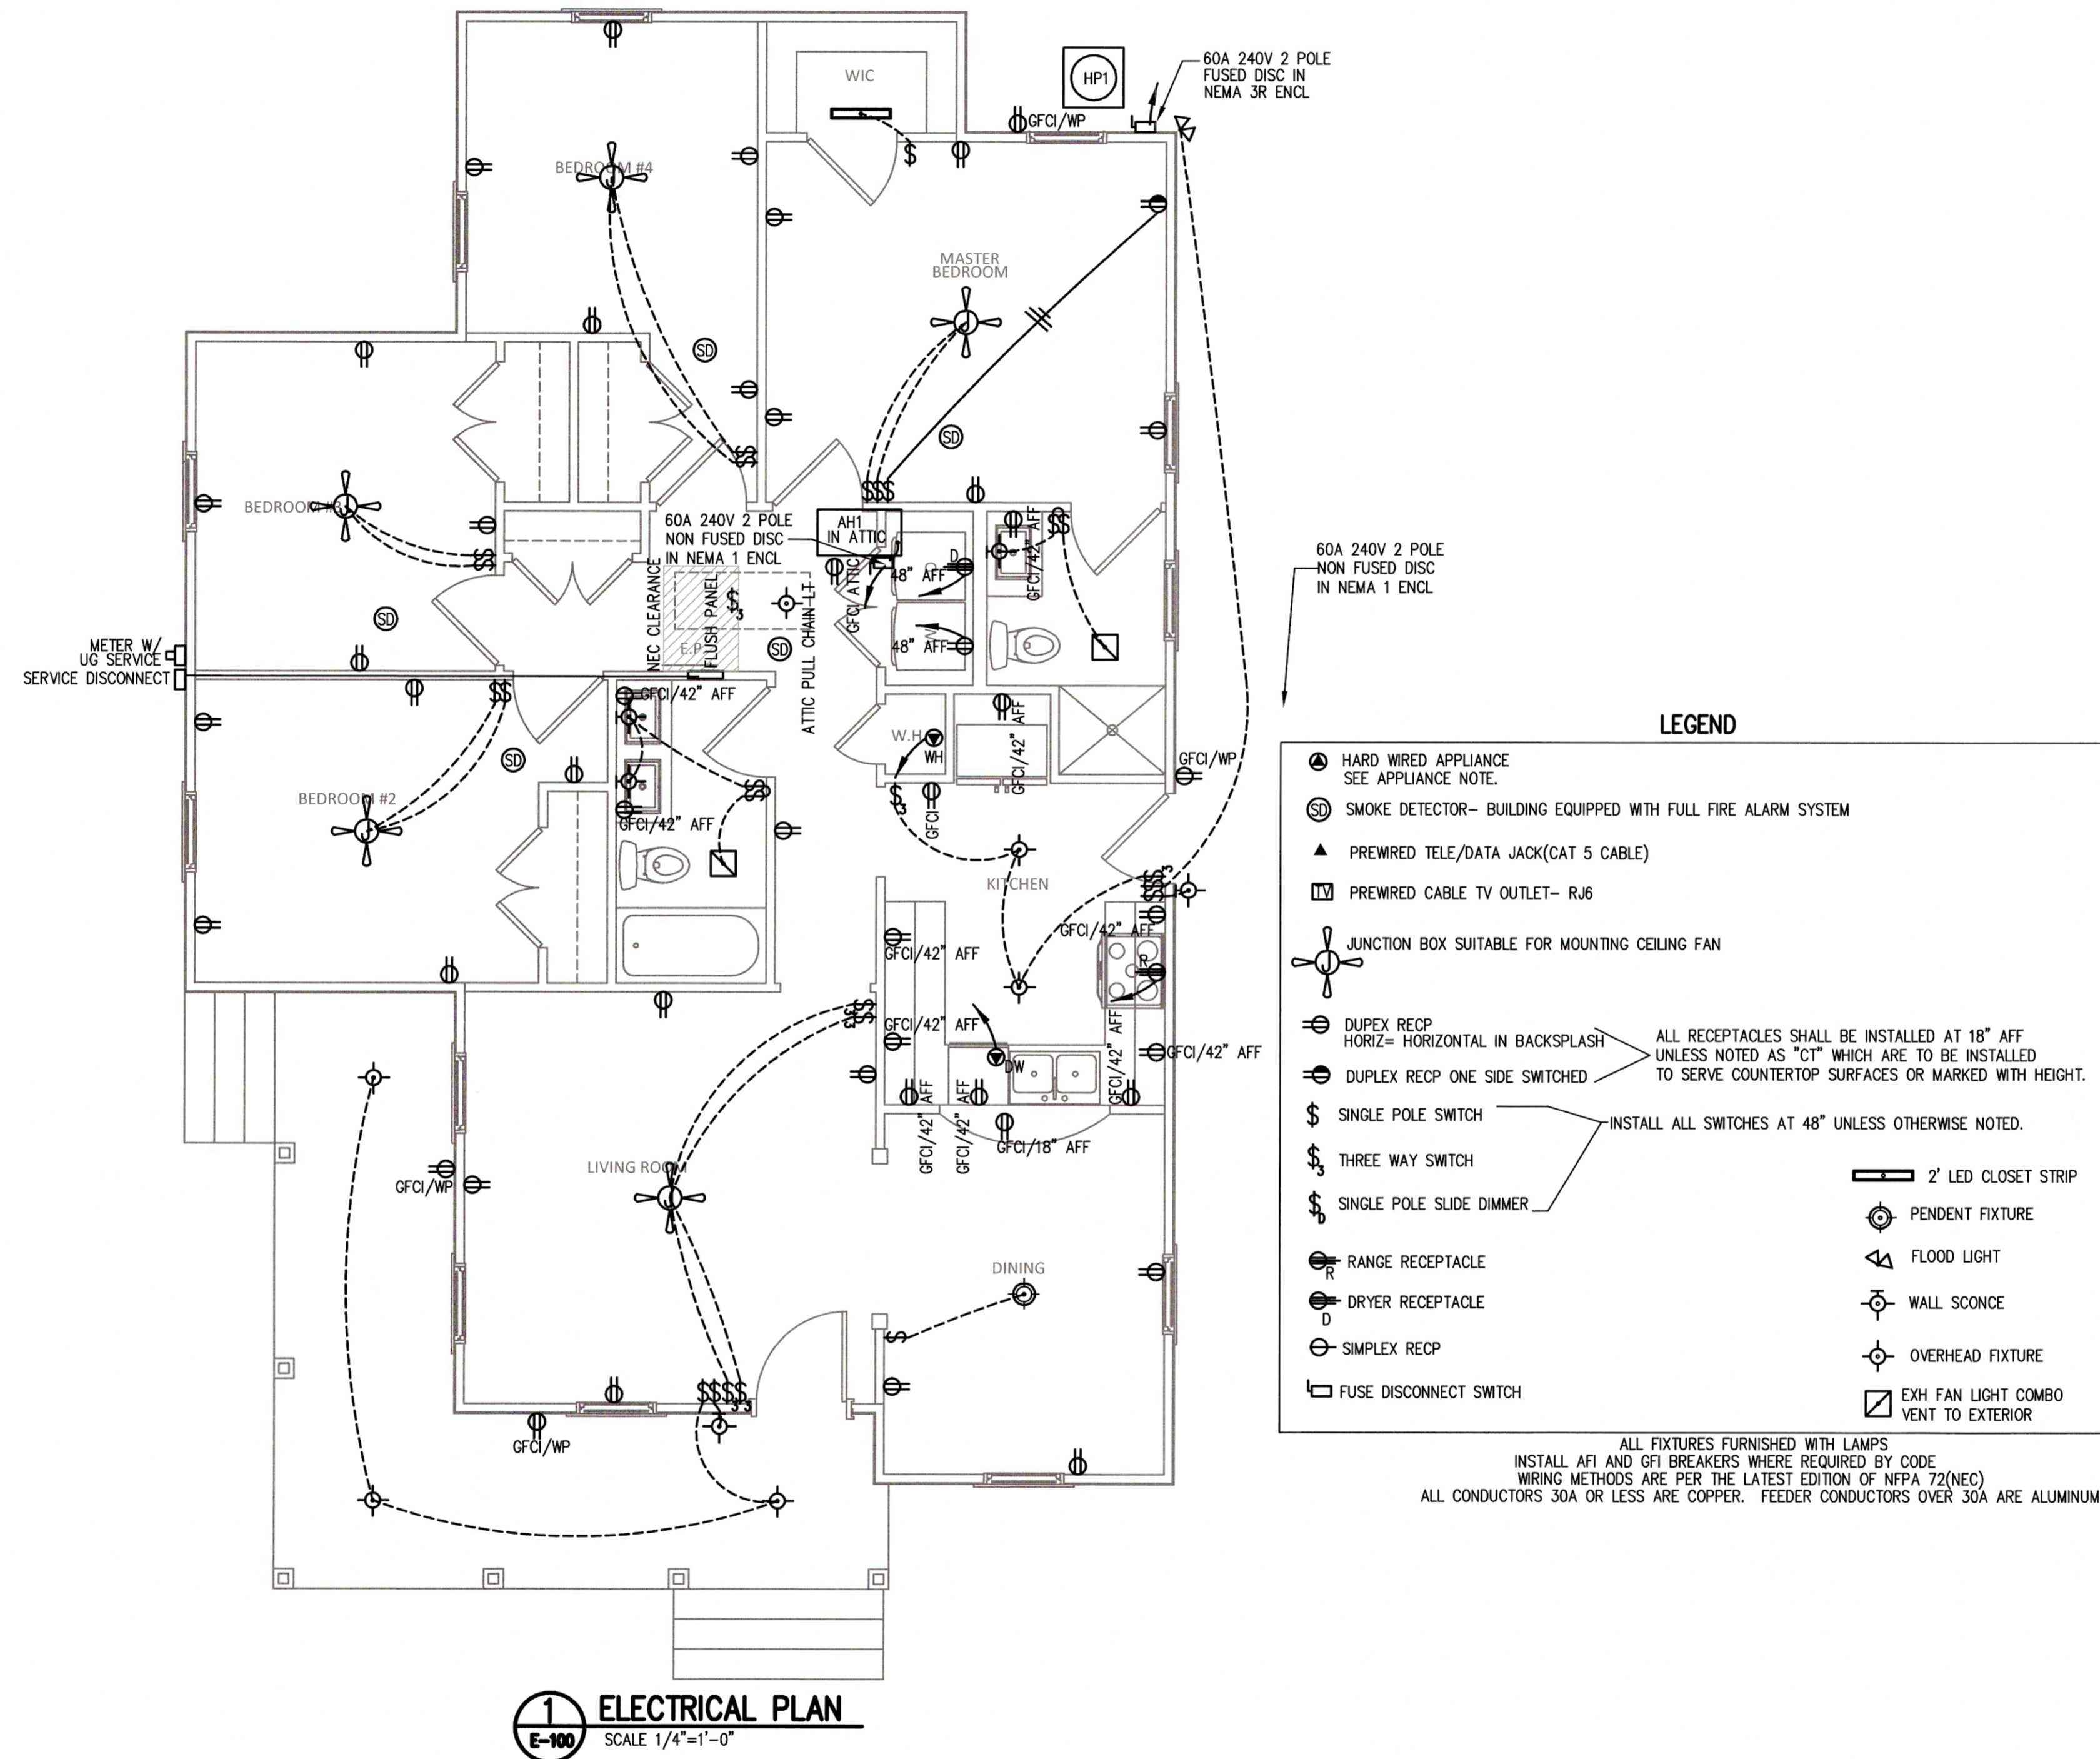 WIC
HP1
60A 240V 2 POLE
FUSED DISC IN
NEMA 3R ENCL
GFCI/WP
BEDROOM #4
MASTER
BEDROOM
SD
SD
BEDROOM #3
60A 240V 2 POLE
NON FUSED DISC
IN NEMA 1 ENCL
AH1
IN ATTIC
NEC CLEARANCE
FLUSH PANEL
E.P.
3
ATTIC PULL CHAIN LT
GFCI ATTIC
48" AFF
D
48" AFF
W
GFCI/42" AFF
60A 240V 2 POLE
NON FUSED DISC
IN NEMA 1 ENCL
SD
SD
METER W/
UG SERVICE
SERVICE DISCONNECT
GFCI/42" AFF
GFCI/42" AFF
W.H
WH
GFCI/42" AFF
GFCI/WP
SD
BEDROOM #2
GFCI
3
KITCHEN
3
GFCI/42" AFF
GFCI/42" AFF
R
GFCI/42" AFF
GFCI/42" AFF
GFCI/42" AFF
DW
GFCI/42" AFF
GFCI/42" AFF
GFCI/18" AFF
3
3
LIVING ROOM
GFCI/WP
DINING
3 3
GFCI/WP
LEGEND
HARD WIRED APPLIANCE
SEE APPLIANCE NOTE.
SD SMOKE DETECTOR- BUILDING EQUIPPED WITH FULL FIRE ALARM SYSTEM
PREWIRED TELE/DATA JACK(CAT 5 CABLE)
TV PREWIRED CABLE TV OUTLET- RJ6
J JUNCTION BOX SUITABLE FOR MOUNTING CEILING FAN
DUPEX RECP
HORIZ= HORIZONTAL IN BACKSPLASH
DUPLEX RECP ONE SIDE SWITCHED
ALL RECEPTACLES SHALL BE INSTALLED AT 18" AFF
UNLESS NOTED AS "CT" WHICH ARE TO BE INSTALLED
TO SERVE COUNTERTOP SURFACES OR MARKED WITH HEIGHT.
$ SINGLE POLE SWITCH
$3 THREE WAY SWITCH
$D SINGLE POLE SLIDE DIMMER
INSTALL ALL SWITCHES AT 48" UNLESS OTHERWISE NOTED.
R RANGE RECEPTACLE
D DRYER RECEPTACLE
SIMPLEX RECP
FUSE DISCONNECT SWITCH
2' LED CLOSET STRIP
PENDENT FIXTURE
FLOOD LIGHT
WALL SCONCE
OVERHEAD FIXTURE
EXH FAN LIGHT COMBO
VENT TO EXTERIOR
ALL FIXTURES FURNISHED WITH LAMPS
INSTALL AFI AND GFI BREAKERS WHERE REQUIRED BY CODE
WIRING METHODS ARE PER THE LATEST EDITION OF NFPA 72(NEC)
ALL CONDUCTORS 30A OR LESS ARE COPPER. FEEDER CONDUCTORS OVER 30A ARE ALUMINUM
1
E-100
ELECTRICAL PLAN
SCALE 1/4"=1'-0"